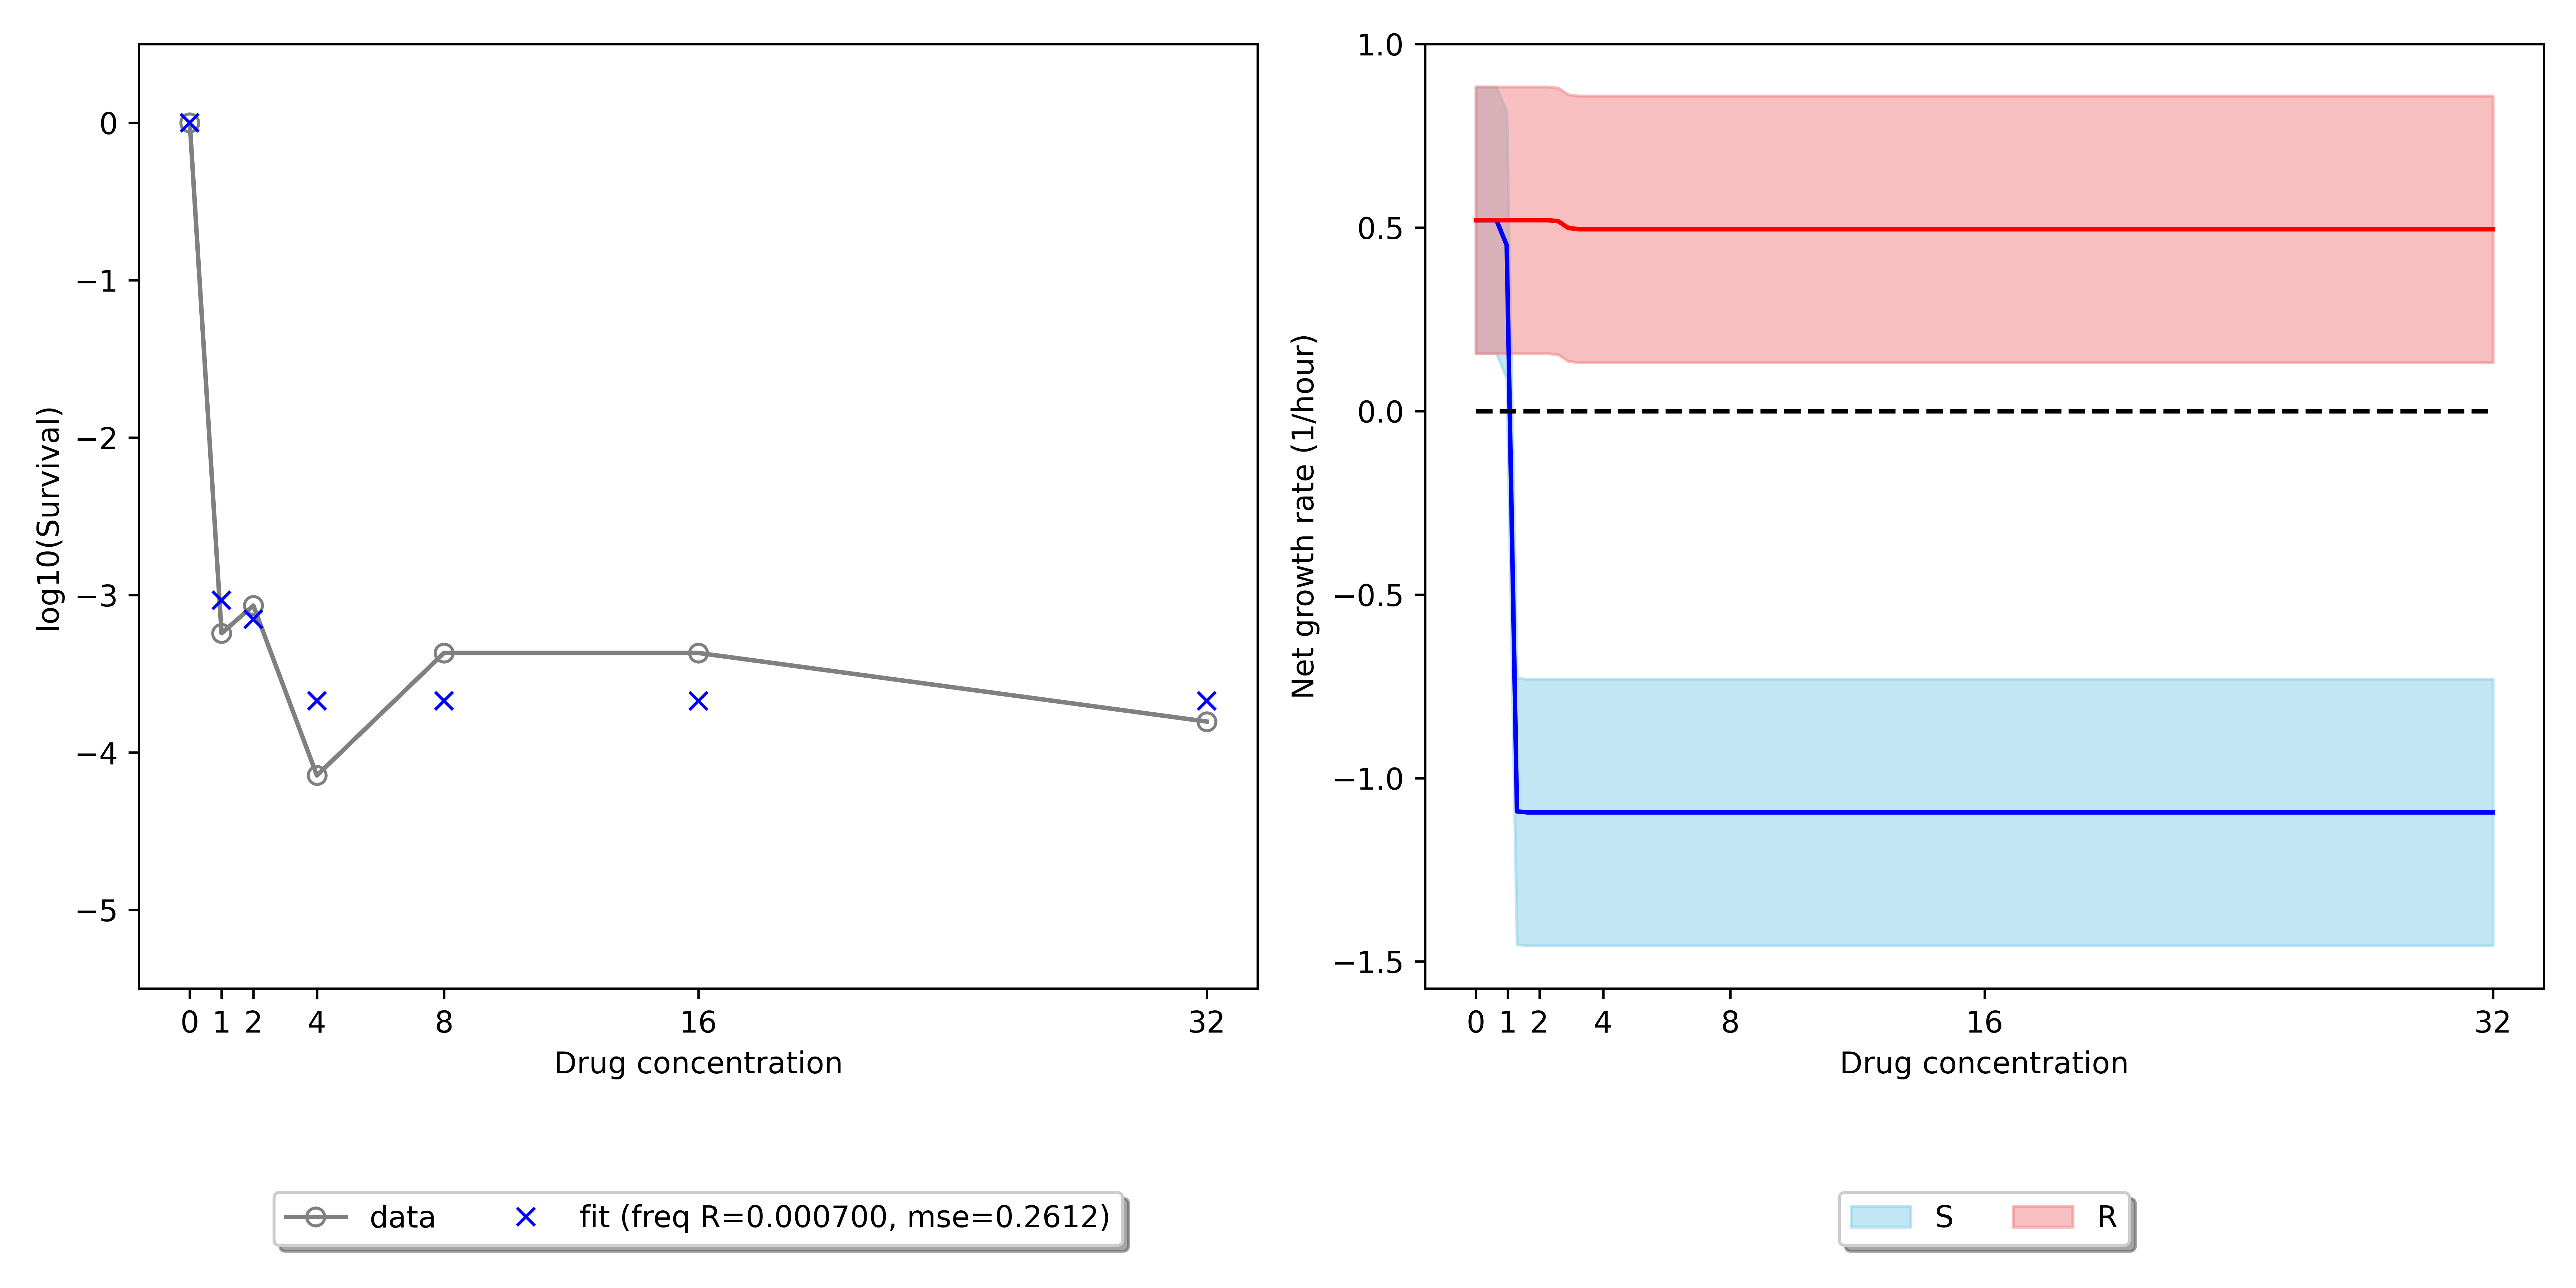 0
−1
−2
−3
−4
−5
log10(Survival)
0 1 2 4 8 16 32
Drug concentration
data fit (freq R=0.000700, mse=0.2612)
1.0
0.5
0.0
−0.5
−1.0
−1.5
Net growth rate (1/hour)
0 1 2 4 8 16 32
Drug concentration
S R